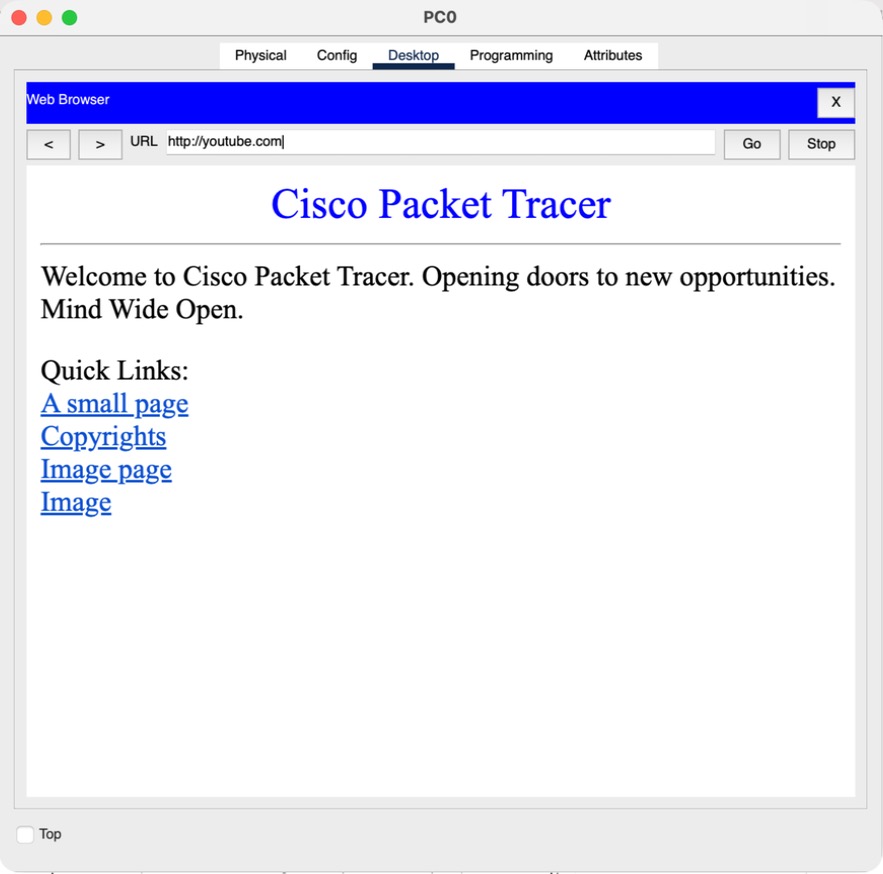 PC0
Physical Config Desktop Programming Attributes
Web Browser
X
< > URL http://youtube.com Go Stop
Cisco Packet Tracer
Welcome to Cisco Packet Tracer. Opening doors to new opportunities.
Mind Wide Open.
Quick Links:
A small page
Copyrights
Image page
Image
Top